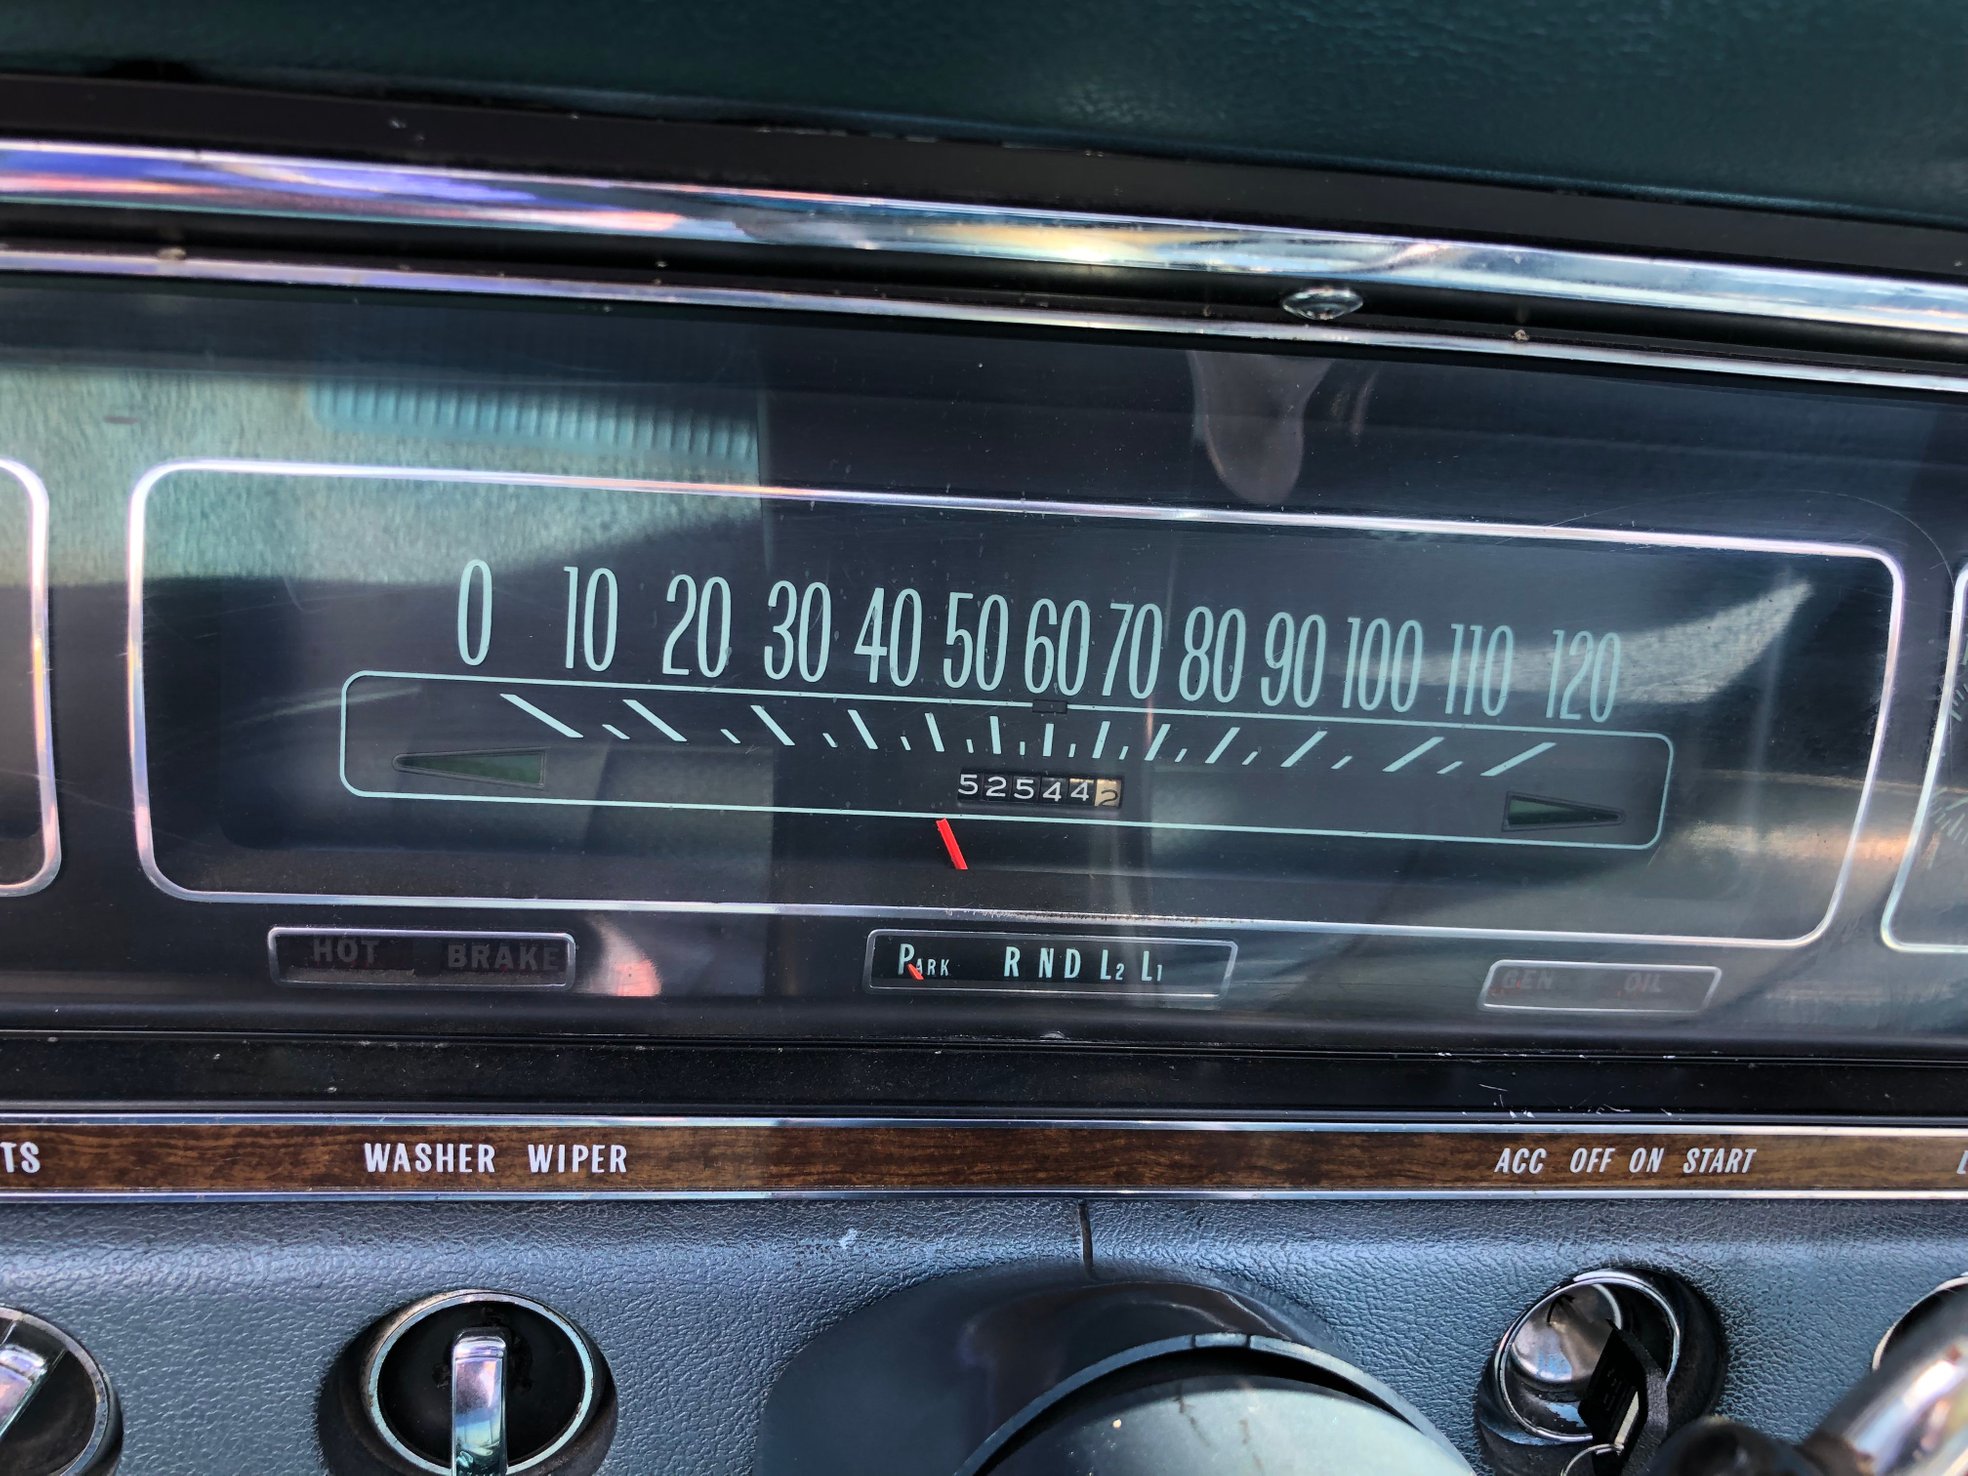 0 10 20 30 40 50 60 70 80 90 100 110 120
525442
HOT BRAKE
PARK R N D L2 L1
GEN OIL
TS WASHER WIPER ACC OFF ON START